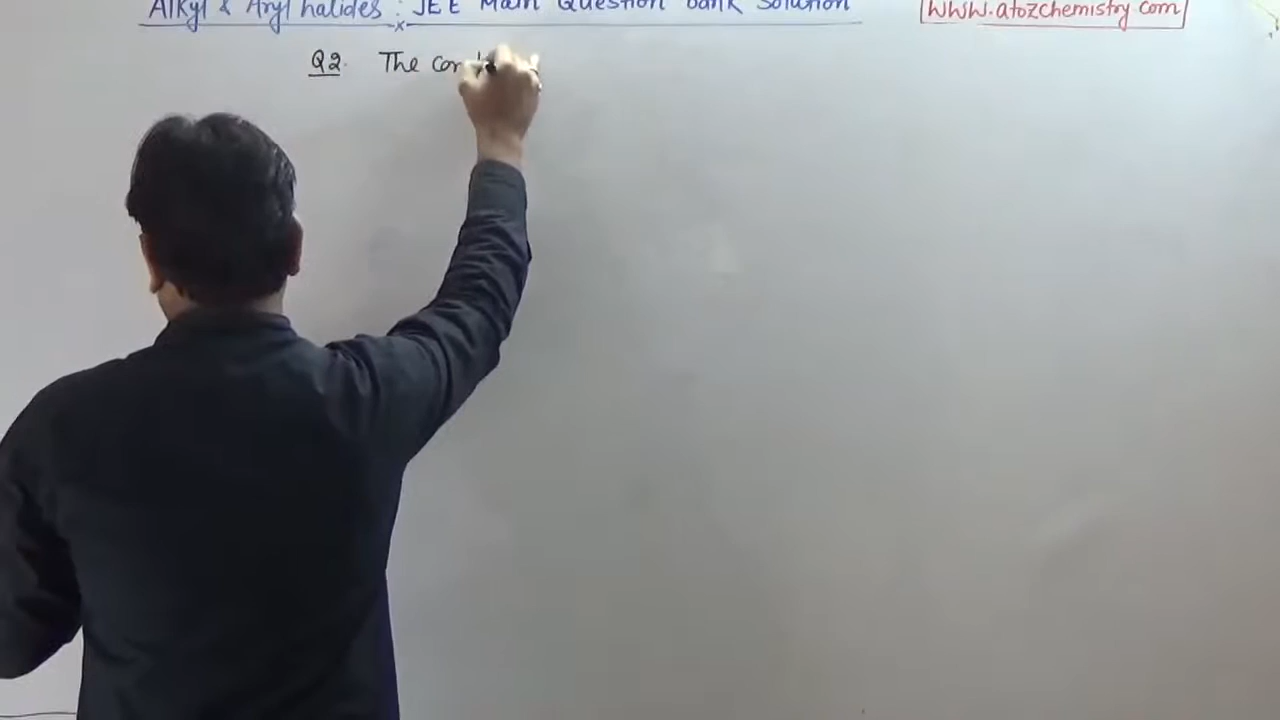 Alkyl & Aryl halides : JEE Main Question bank Solution
www.atozchemistry.com
Q2. The